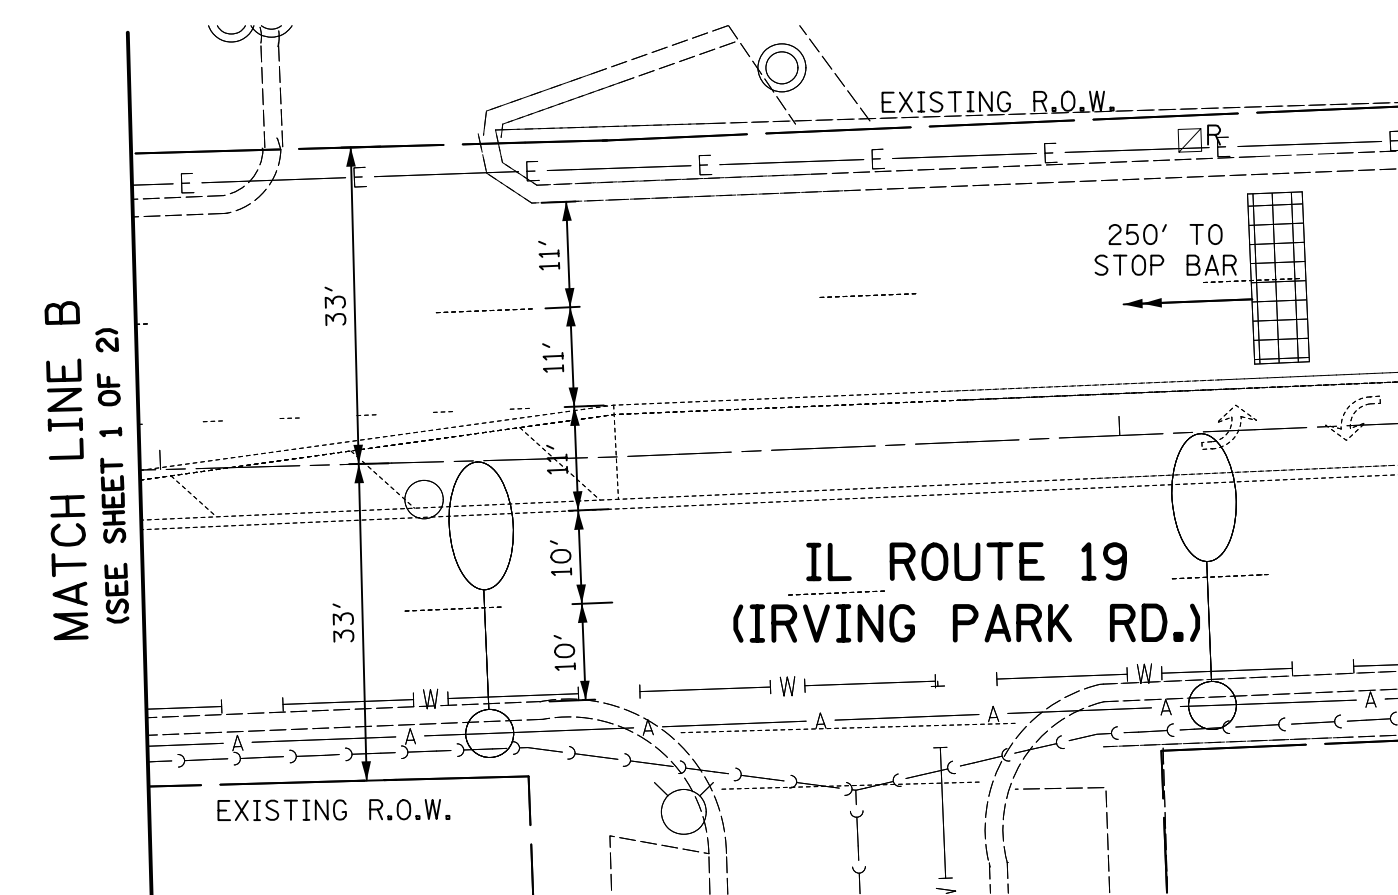 EXISTING R.O.W.
R
E E E E E E E E
11'
250' TO
STOP BAR
33'
11'
MATCH LINE B
(SEE SHEET 1 OF 2)
11'
IL ROUTE 19
(IRVING PARK RD.)
10'
33'
10'
W W W
A A A A A A A
EXISTING R.O.W.